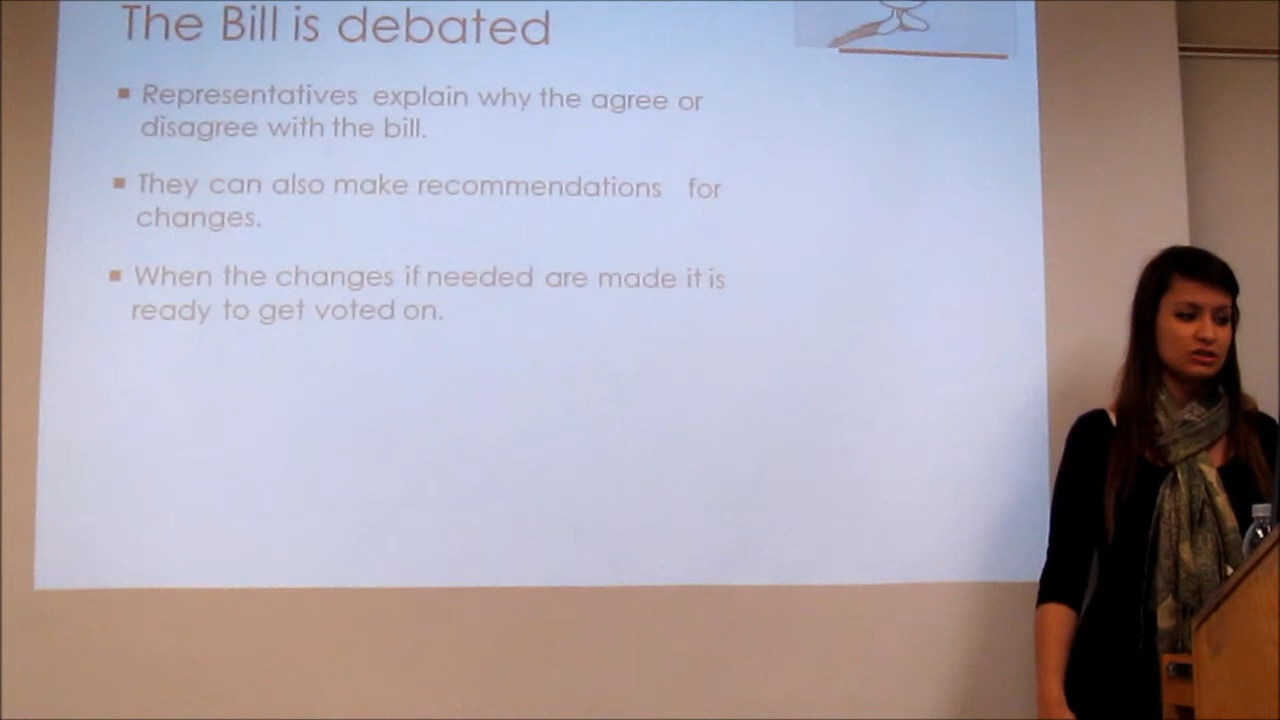 The Bill is debated
Representatives explain why the agree or
disagree with the bill.
They can also make recommendations for
changes.
When the changes if needed are made it is
ready to get voted on.